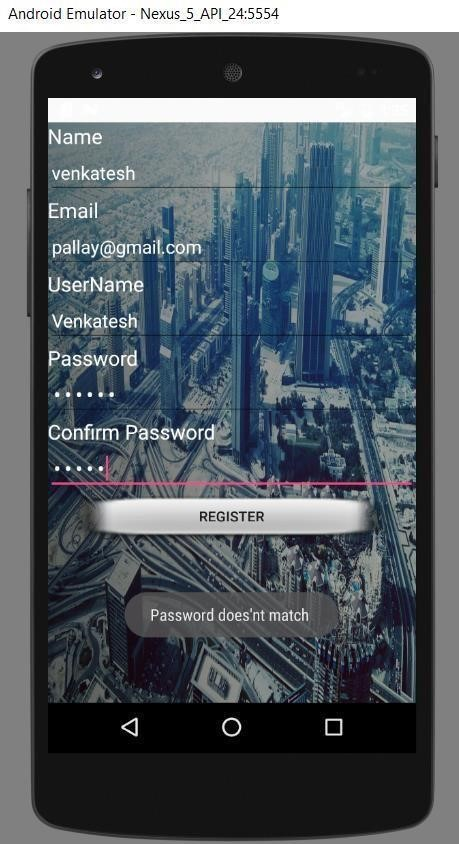 Android Emulator - Nexus_5_API_24:5554
Name
venkatesh
Email
pallay@gmail.com
UserName
Venkatesh
Password
••••••
Confirm Password
•••••
REGISTER
Password does'nt match